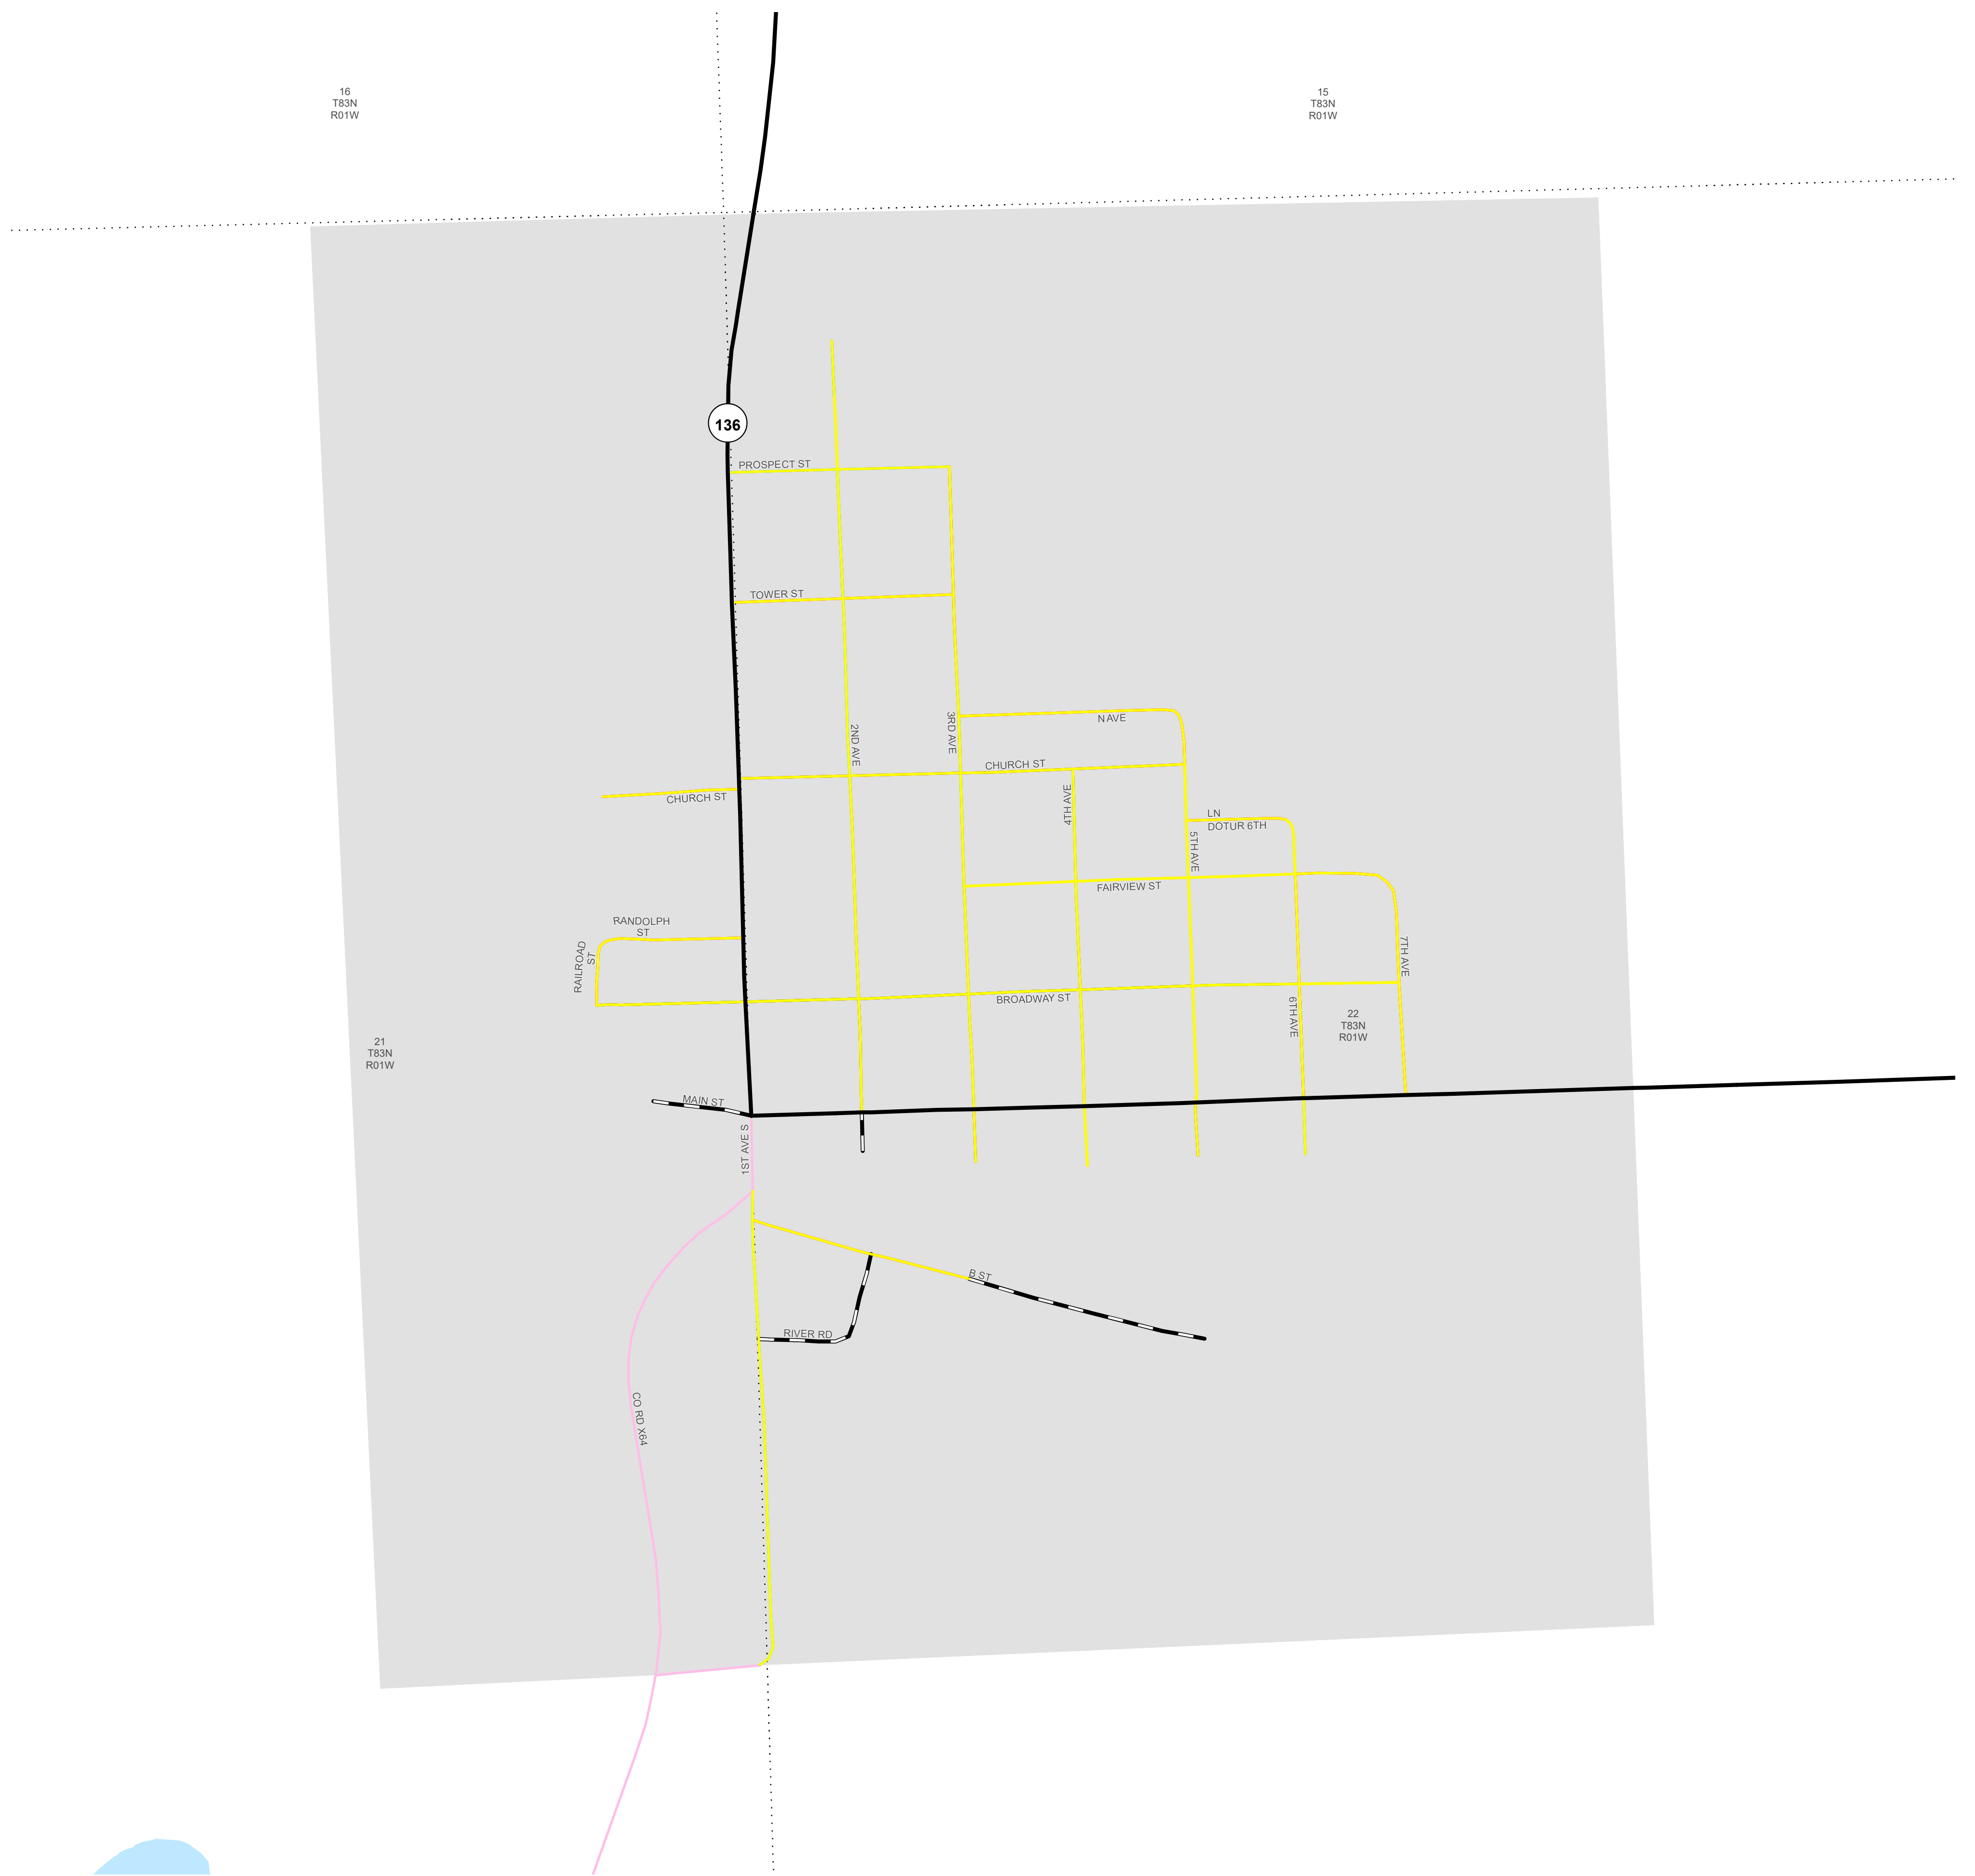 16
T83N
R01W
15
T83N
R01W
136
PROSPECT ST
TOWER ST
2ND AVE
3RD AVE
N AVE
CHURCH ST
CHURCH ST
4TH AVE
LN
DOTUR 6TH
5TH AVE
FAIRVIEW ST
RANDOLPH
ST
RAILROAD
ST
7TH AVE
BROADWAY ST
6TH AVE
22
T83N
R01W
21
T83N
R01W
MAIN ST
1ST AVE S
B ST
RIVER RD
CO RD X64